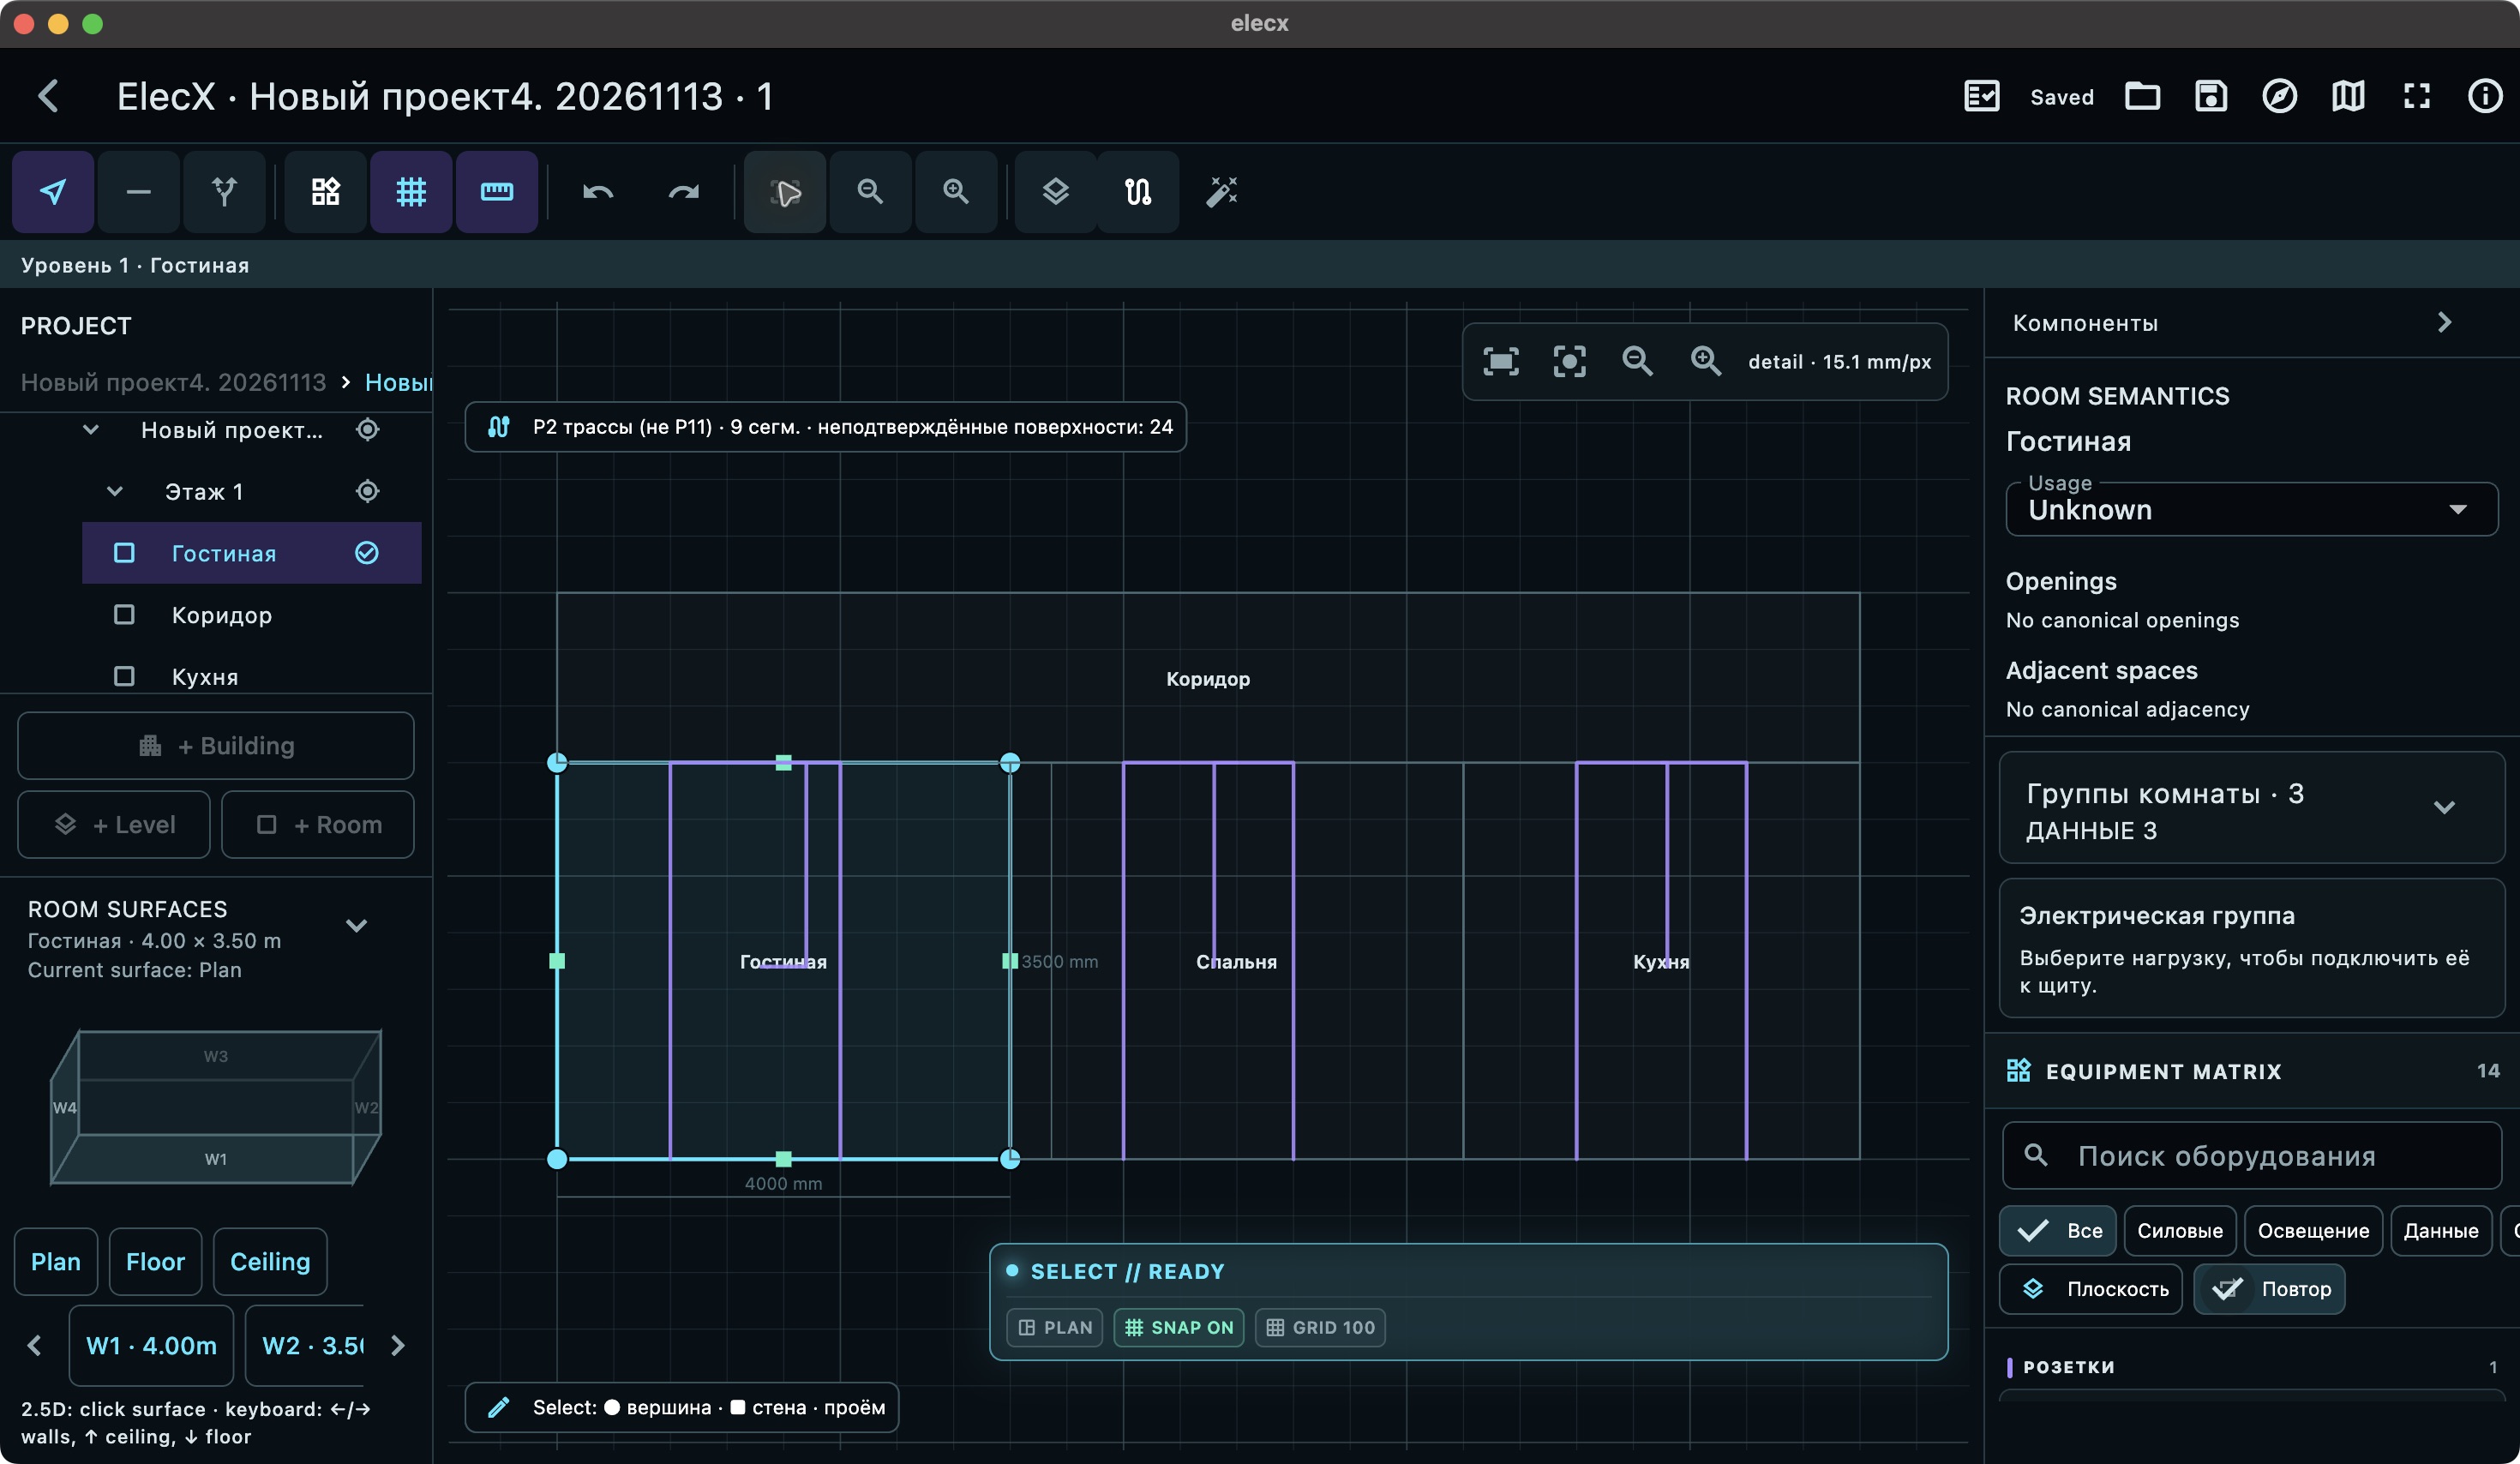 elecx
ElecX · Новый проект4. 20261113 · 1
Saved
Уровень 1 · Гостиная
PROJECT
Новый проект4. 20261113 › Новы
Новый проект...
Этаж 1
Гостиная
Коридор
Кухня
+ Building
+ Level
+ Room
ROOM SURFACES
Гостиная · 4.00 × 3.50 m
Current surface: Plan
W3
W4
W2
W1
Plan
Floor
Ceiling
W1 · 4.00m
W2 · 3.5
2.5D: click surface · keyboard: ←/→
walls, ↑ ceiling, ↓ floor
detail · 15.1 mm/px
P2 трассы (не P11) · 9 сегм. · неподтверждённые поверхности: 24
Коридор
Гостиная
3500 mm
Спальня
Кухня
4000 mm
SELECT // READY
PLAN
SNAP ON
GRID 100
Select: ● вершина · ■ стена · проём
Компоненты
ROOM SEMANTICS
Гостиная
Usage
Unknown
Openings
No canonical openings
Adjacent spaces
No canonical adjacency
Группы комнаты · 3
ДАННЫЕ 3
Электрическая группа
Выберите нагрузку, чтобы подключить её
к щиту.
EQUIPMENT MATRIX
14
Поиск оборудования
Все
Силовые
Освещение
Данные
Плоскость
Повтор
РОЗЕТКИ
1